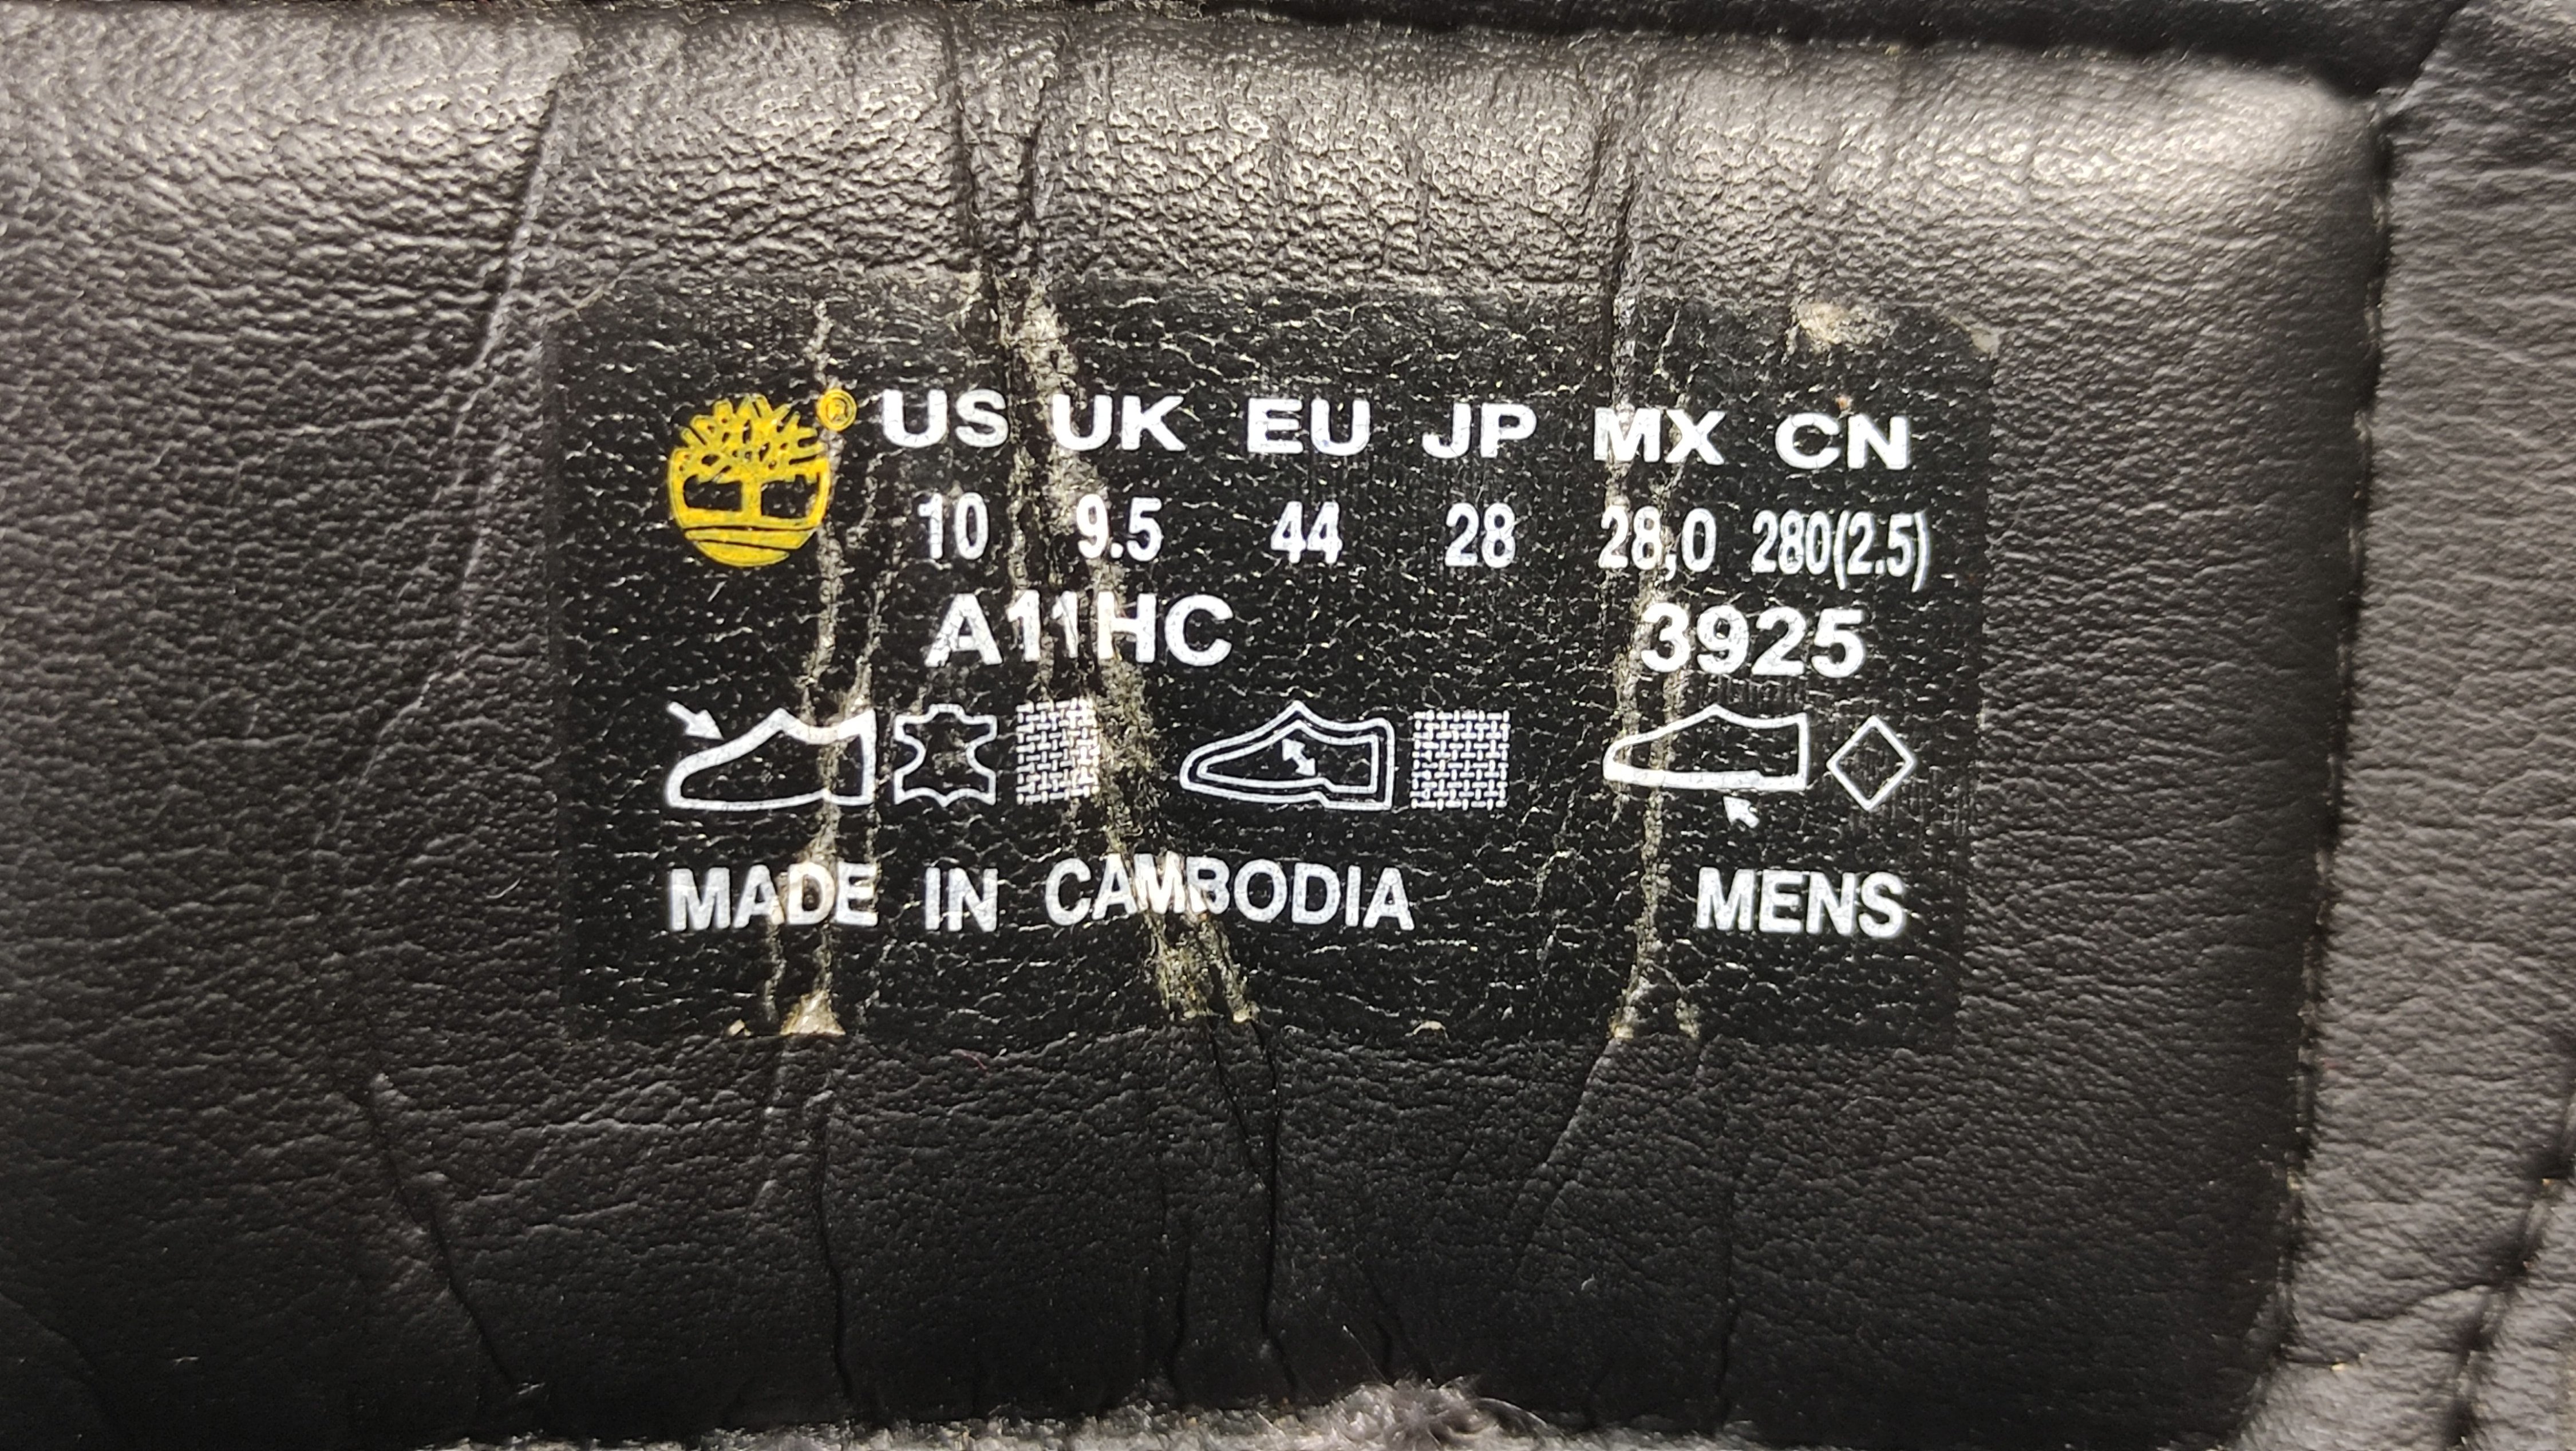 ® US UK EU JP MX CN
10 9.5 44 28 28,0 280(2.5)
A11HC 3925
MADE IN CAMBODIA MENS